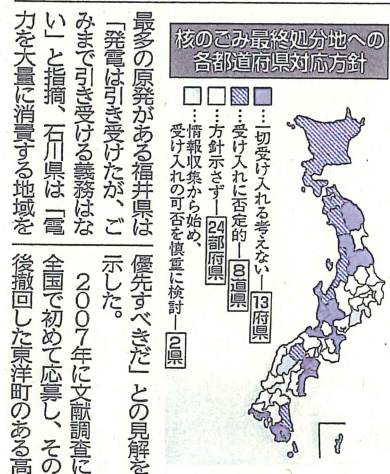 核のごみ最終処分地への
各都道府県対応方針
…一切受け入れる考えない─13府県
…受け入れに否定的─8道県
…方針示さず─24都府県
…情報収集から始め、
受け入れの可否を慎重に検討─2県
最多の原発がある福井県は
「発電は引き受けたが、ご
みまで引き受ける義務はな
い」と指摘、石川県は「電
力を大量に消費する地域を
優先すべきだ」との見解を
示した。
　2007年に文献調査に
全国で初めて応募し、その
後撤回した東洋町のある高